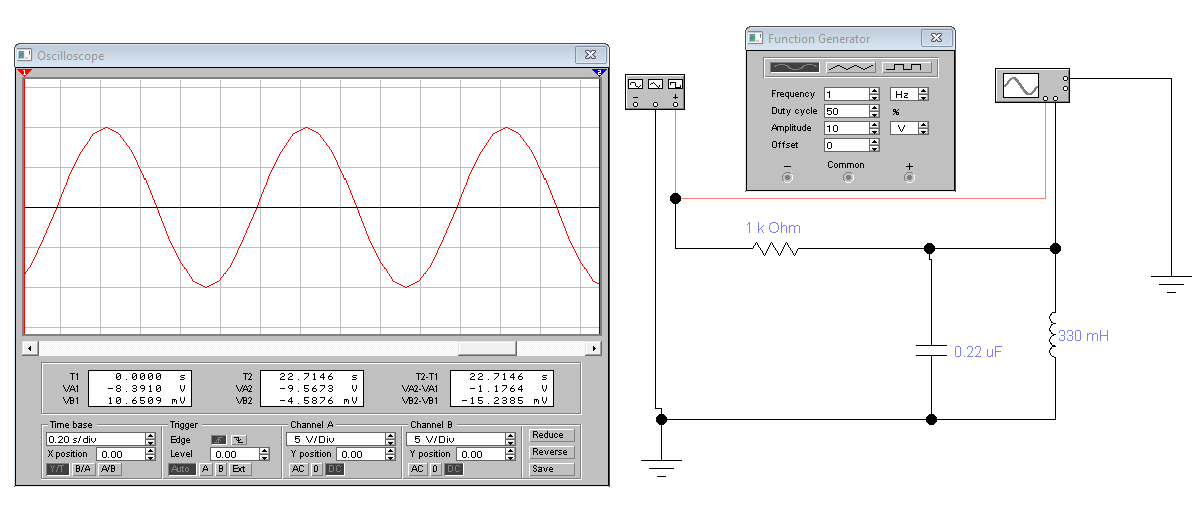 Oscilloscope
1
2
T1 0.0000 s T2 22.7146 s T2-T1 22.7146 s
VA1 -8.3910 V VA2 -9.5673 V VA2-VA1 -1.1764 V
VB1 10.6509 mV VB2 -4.5876 mV VB2-VB1 -15.2385 mV
Time base Trigger Channel A Channel B
0.20 s/div Edge 5 V/Div 5 V/Div Reduce
X position 0.00 Level 0.00 Y position 0.00 Y position 0.00 Reverse
Y/T B/A A/B Auto A B Ext AC 0 DC AC 0 DC Save
Function Generator
Frequency 1 Hz
Duty cycle 50 %
Amplitude 10 V
Offset 0
− Common +
− +
1 k Ohm
0.22 uF
330 mH